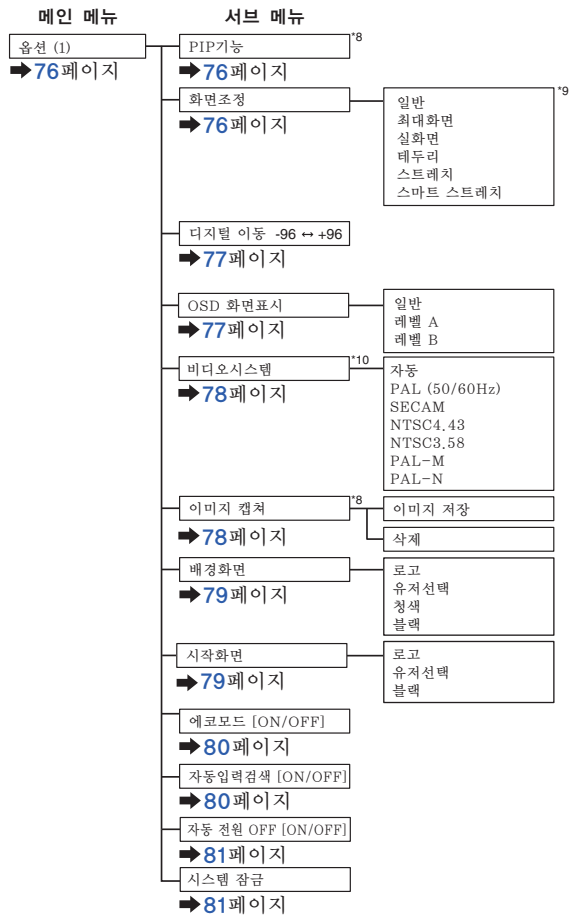 메인 메뉴 서브 메뉴
옵션 (1)
➡76페이지
PIP기능 *8
➡76페이지
화면조정
➡76페이지
*9
일반
최대화면
실화면
테두리
스트레치
스마트 스트레치
디지털 이동 -96 ↔ +96
➡77페이지
OSD 화면표시
➡77페이지
일반
레벨 A
레벨 B
비디오시스템 *10
➡78페이지
자동
PAL (50/60Hz)
SECAM
NTSC4.43
NTSC3.58
PAL-M
PAL-N
이미지 캡쳐 *8
➡78페이지
이미지 저장
삭제
배경화면
➡79페이지
로고
유저선택
청색
블랙
시작화면
➡79페이지
로고
유저선택
블랙
에코모드 [ON/OFF]
➡80페이지
자동입력검색 [ON/OFF]
➡80페이지
자동 전원 OFF [ON/OFF]
➡81페이지
시스템 잠금
➡81페이지